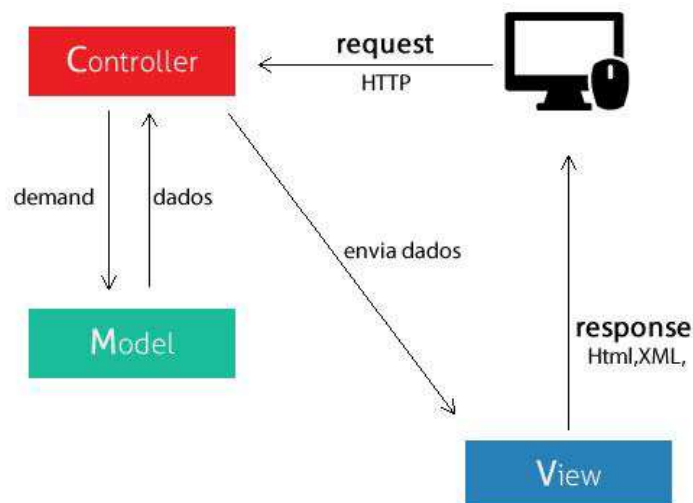 request
Controller
HTTP
demand
dados
envia dados
Model
response
Html,XML,
View